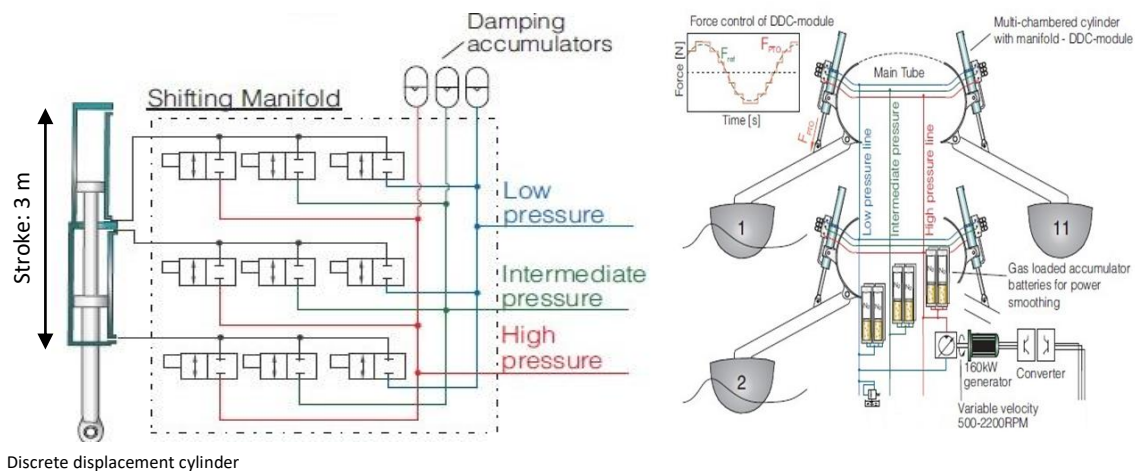 Damping
accumulators
Shifting Manifold
Stroke: 3 m
Low
pressure
Intermediate
pressure
High
pressure
Discrete displacement cylinder
Force control of DDC-module
Force [N]
F_ref
F_PTO
Time [s]
Multi-chambered cylinder
with manifold - DDC-module
Main Tube
F_PTO
Low pressure line
Intermediate pressure
High pressure line
1
11
Gas loaded accumulator
batteries for power
smoothing
N₂
N₂
N₂
2
160kW
generator
Converter
Variable velocity
500-2200RPM